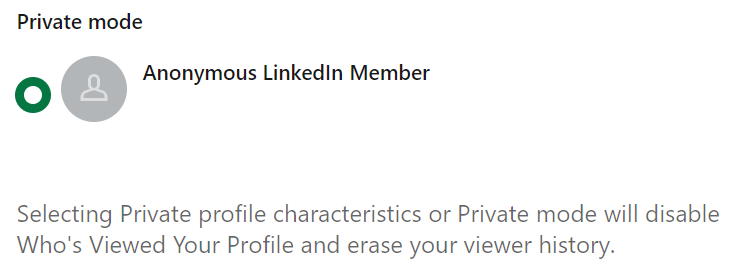 Private mode
Anonymous LinkedIn Member
Selecting Private profile characteristics or Private mode will disable
Who's Viewed Your Profile and erase your viewer history.